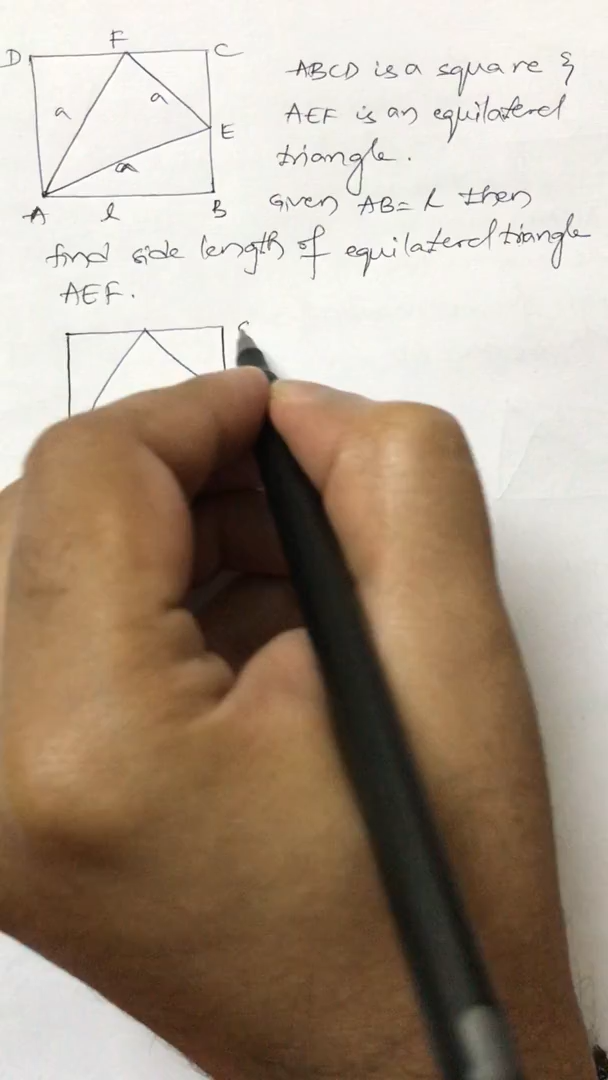 D F C
a a
E
a
A l B
ABCD is a square &
AEF is an equilateral
triangle.
Given AB = l then
find side length of equilateral triangle
AEF.
C